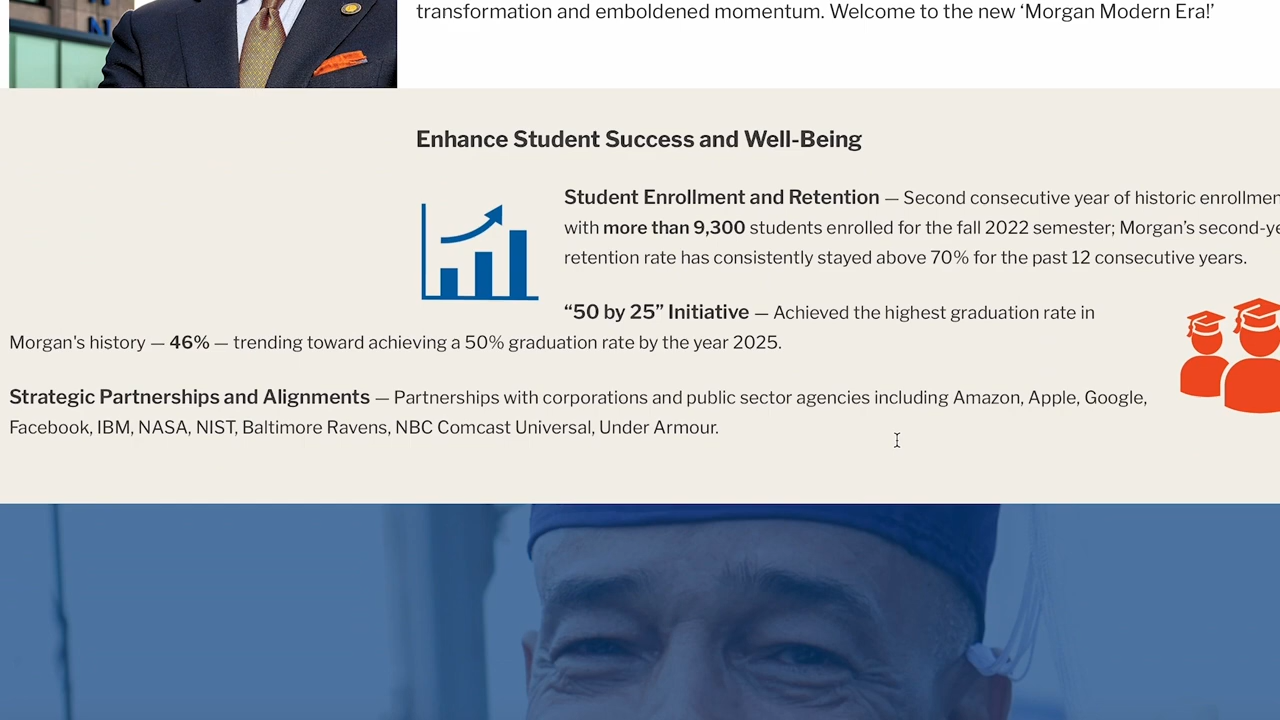 transformation and emboldened momentum. Welcome to the new ‘Morgan Modern Era!’
Enhance Student Success and Well-Being
Student Enrollment and Retention — Second consecutive year of historic
with more than 9,300 students enrolled for the fall 2022 semester; Morgan’s
retention rate has consistently stayed above 70% for the past 12 consecutive years.
“50 by 25” Initiative — Achieved the highest graduation rate in
Morgan's history — 46% — trending toward achieving a 50% graduation rate by the year 2025.
Strategic Partnerships and Alignments — Partnerships with corporations and public sector agencies including Amazon, Apple, Google,
Facebook, IBM, NASA, NIST, Baltimore Ravens, NBC Comcast Universal, Under Armour.